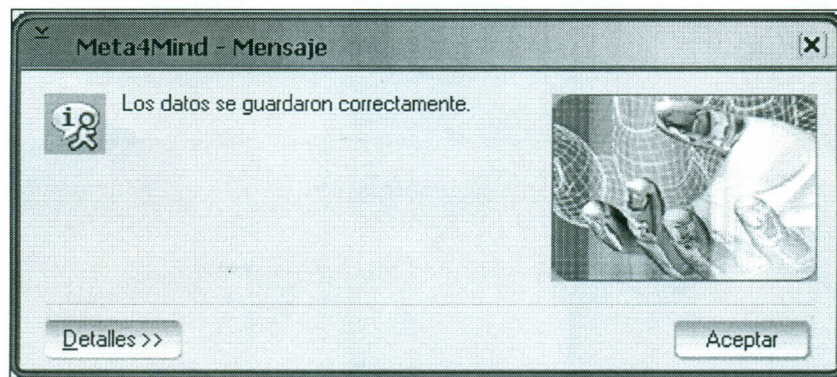 Meta4Mind - Mensaje
Los datos se guardaron correctamente.
Detalles >>
Aceptar